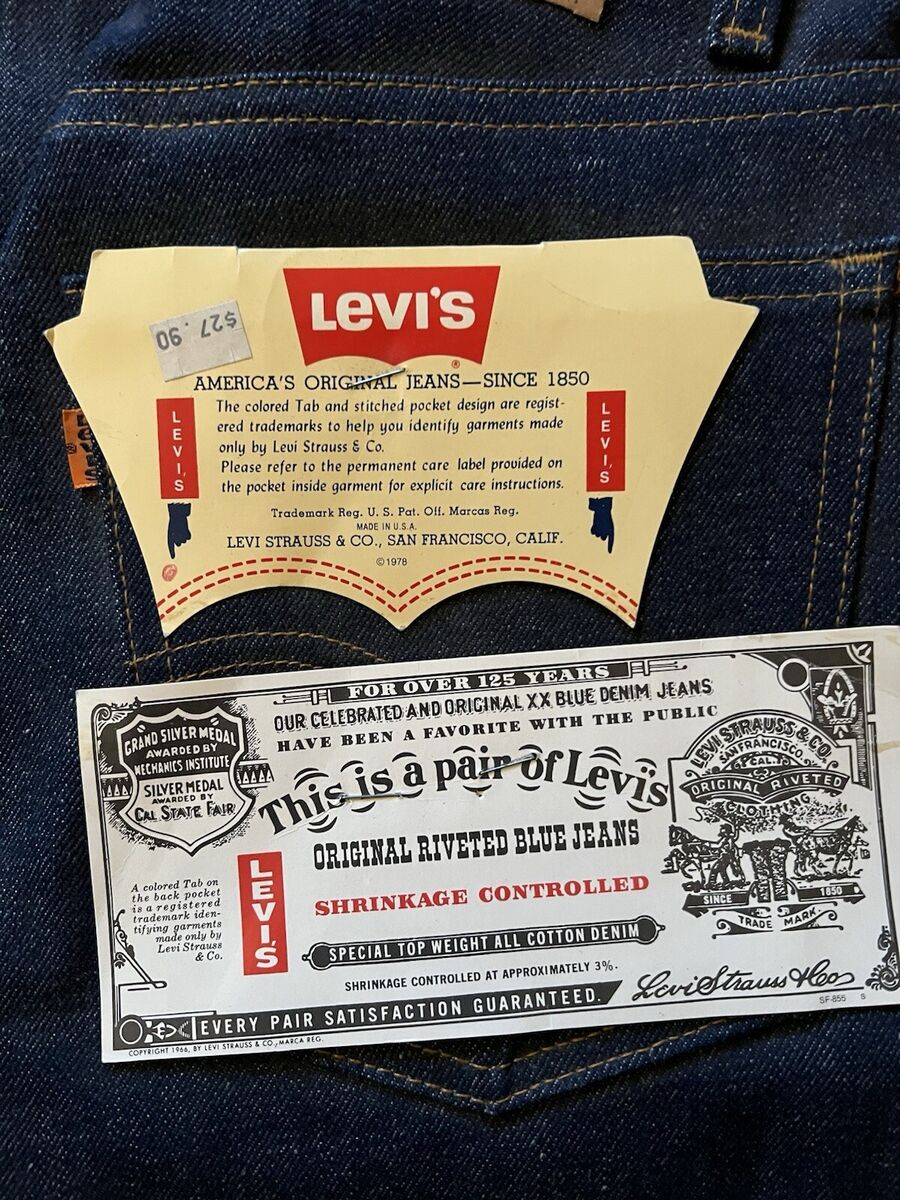 LEVI'S
®
$27.90
AMERICA'S ORIGINAL JEANS—SINCE 1850
The colored Tab and stitched pocket design are regist-
ered trademarks to help you identify garments made
only by Levi Strauss & Co.
Please refer to the permanent care label provided on
the pocket inside garment for explicit care instructions.
LEVI'S
LEVI'S
Trademark Reg. U. S. Pat. Off. Marcas Reg.
MADE IN U.S.A.
LEVI STRAUSS & CO., SAN FRANCISCO, CALIF.
©1978
FOR OVER 125 YEARS
OUR CELEBRATED AND ORIGINAL XX BLUE DENIM JEANS
HAVE BEEN A FAVORITE WITH THE PUBLIC
This is a pair of Levi's
ORIGINAL RIVETED BLUE JEANS
SHRINKAGE CONTROLLED
SPECIAL TOP WEIGHT ALL COTTON DENIM
SHRINKAGE CONTROLLED AT APPROXIMATELY 3%.
EVERY PAIR SATISFACTION GUARANTEED.
Levi Strauss & Co
SF-855 S
COPYRIGHT 1966, BY LEVI STRAUSS & CO., MARCA REG.
GRAND SILVER MEDAL
AWARDED BY
MECHANICS INSTITUTE
SILVER MEDAL
AWARDED BY
CAL STATE FAIR
A colored Tab on
the back pocket
is a registered
trademark iden-
tifying garments
made only by
Levi Strauss
& Co.
LEVI'S
LEVI STRAUSS & CO.
SAN FRANCISCO,
CAL.
ORIGINAL RIVETED
CLOTHING
SINCE 1850
TRADE MARK